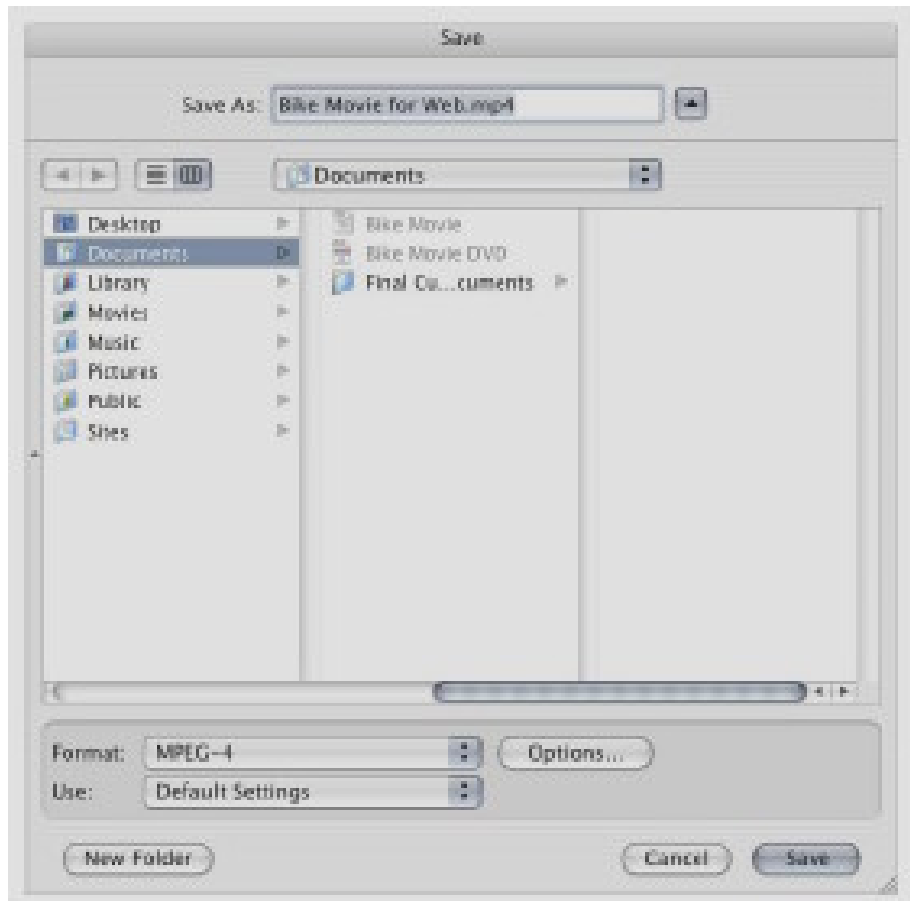 Save
Save As: Bike Movie for Web.mp4
Documents
Desktop
Documents
Library
Movies
Music
Pictures
Public
Sites
Bike Movie
Bike Movie DVD
Final Cu...cuments
Format: MPEG-4
Options...
Use: Default Settings
New Folder
Cancel
Save